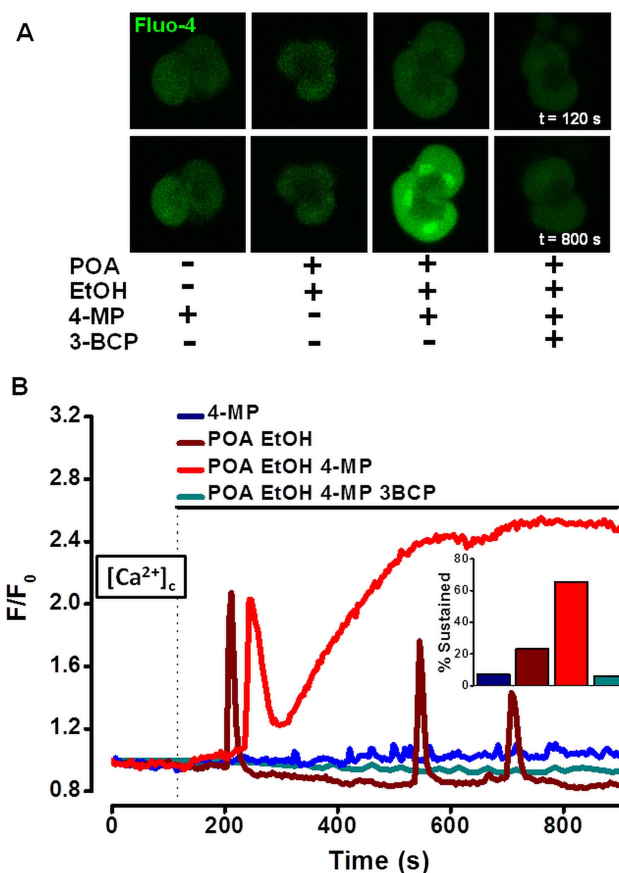 A
Fluo-4
t = 120 s
t = 800 s
POA - + + +
EtOH - + + +
4-MP + - + +
3-BCP - - - +
B
4-MP
POA EtOH
POA EtOH 4-MP
POA EtOH 4-MP 3BCP
[Ca²⁺]c
F/F₀
3.2
2.8
2.4
2.0
1.6
1.2
0.8
% Sustained
80
60
40
20
0
0 200 400 600 800
Time (s)